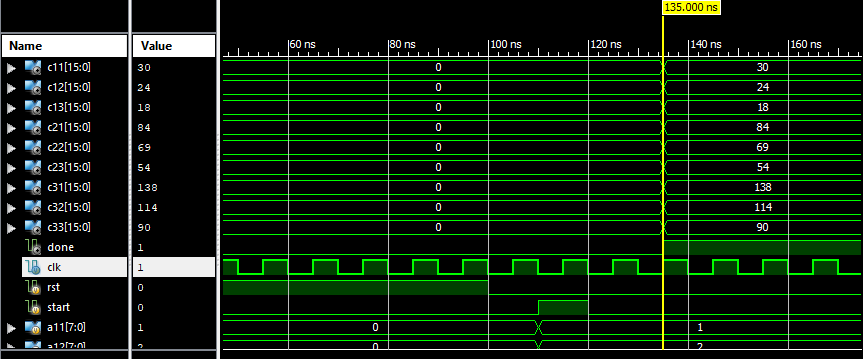 135.000 ns
Name Value 60 ns 80 ns 100 ns 120 ns 140 ns 160 ns
c11[15:0] 30 0 30
c12[15:0] 24 0 24
c13[15:0] 18 0 18
c21[15:0] 84 0 84
c22[15:0] 69 0 69
c23[15:0] 54 0 54
c31[15:0] 138 0 138
c32[15:0] 114 0 114
c33[15:0] 90 0 90
done 1
clk 1
rst 0
start 0
a11[7:0] 1 0 1
a12[7:0] 2 0 2